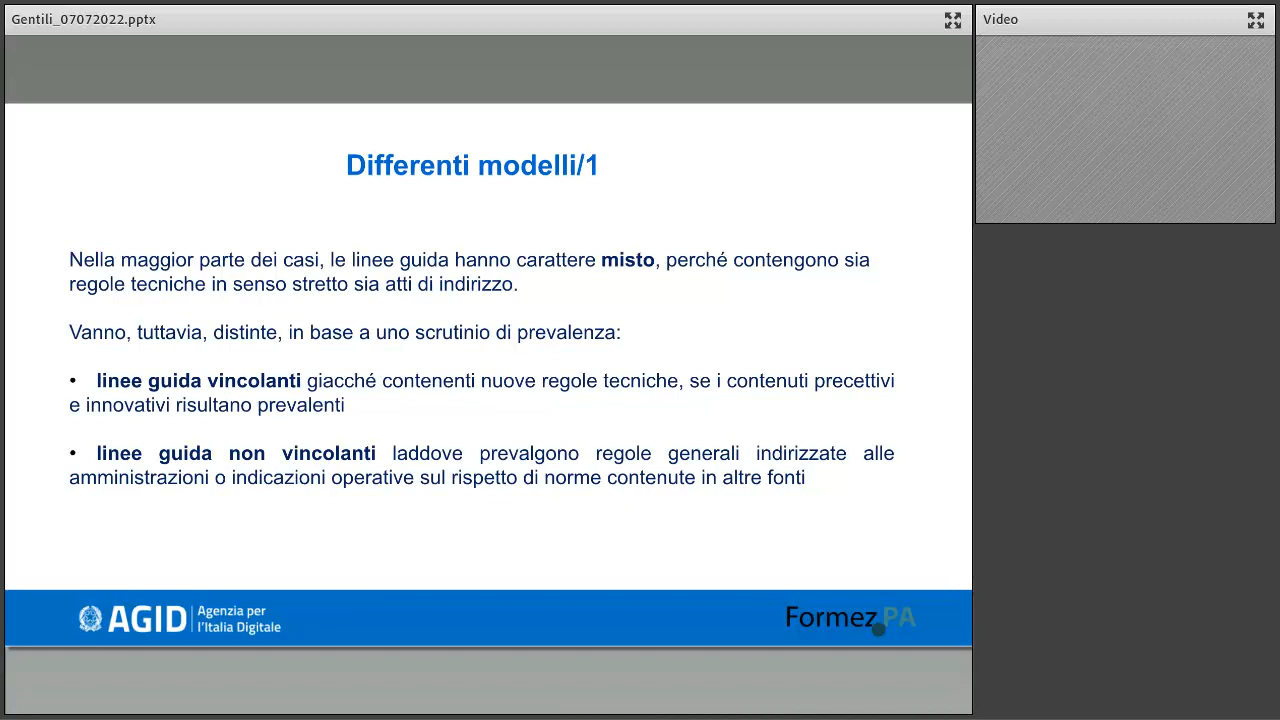 Gentili_07072022.pptx
Video
Differenti modelli/1
Nella maggior parte dei casi, le linee guida hanno carattere misto, perché contengono sia
regole tecniche in senso stretto sia atti di indirizzo.
Vanno, tuttavia, distinte, in base a uno scrutinio di prevalenza:
• linee guida vincolanti giacché contenenti nuove regole tecniche, se i contenuti precettivi
e innovativi risultano prevalenti
• linee guida non vincolanti laddove prevalgono regole generali indirizzate alle
amministrazioni o indicazioni operative sul rispetto di norme contenute in altre fonti
AGID
Agenzia per
l'Italia Digitale
Formez PA